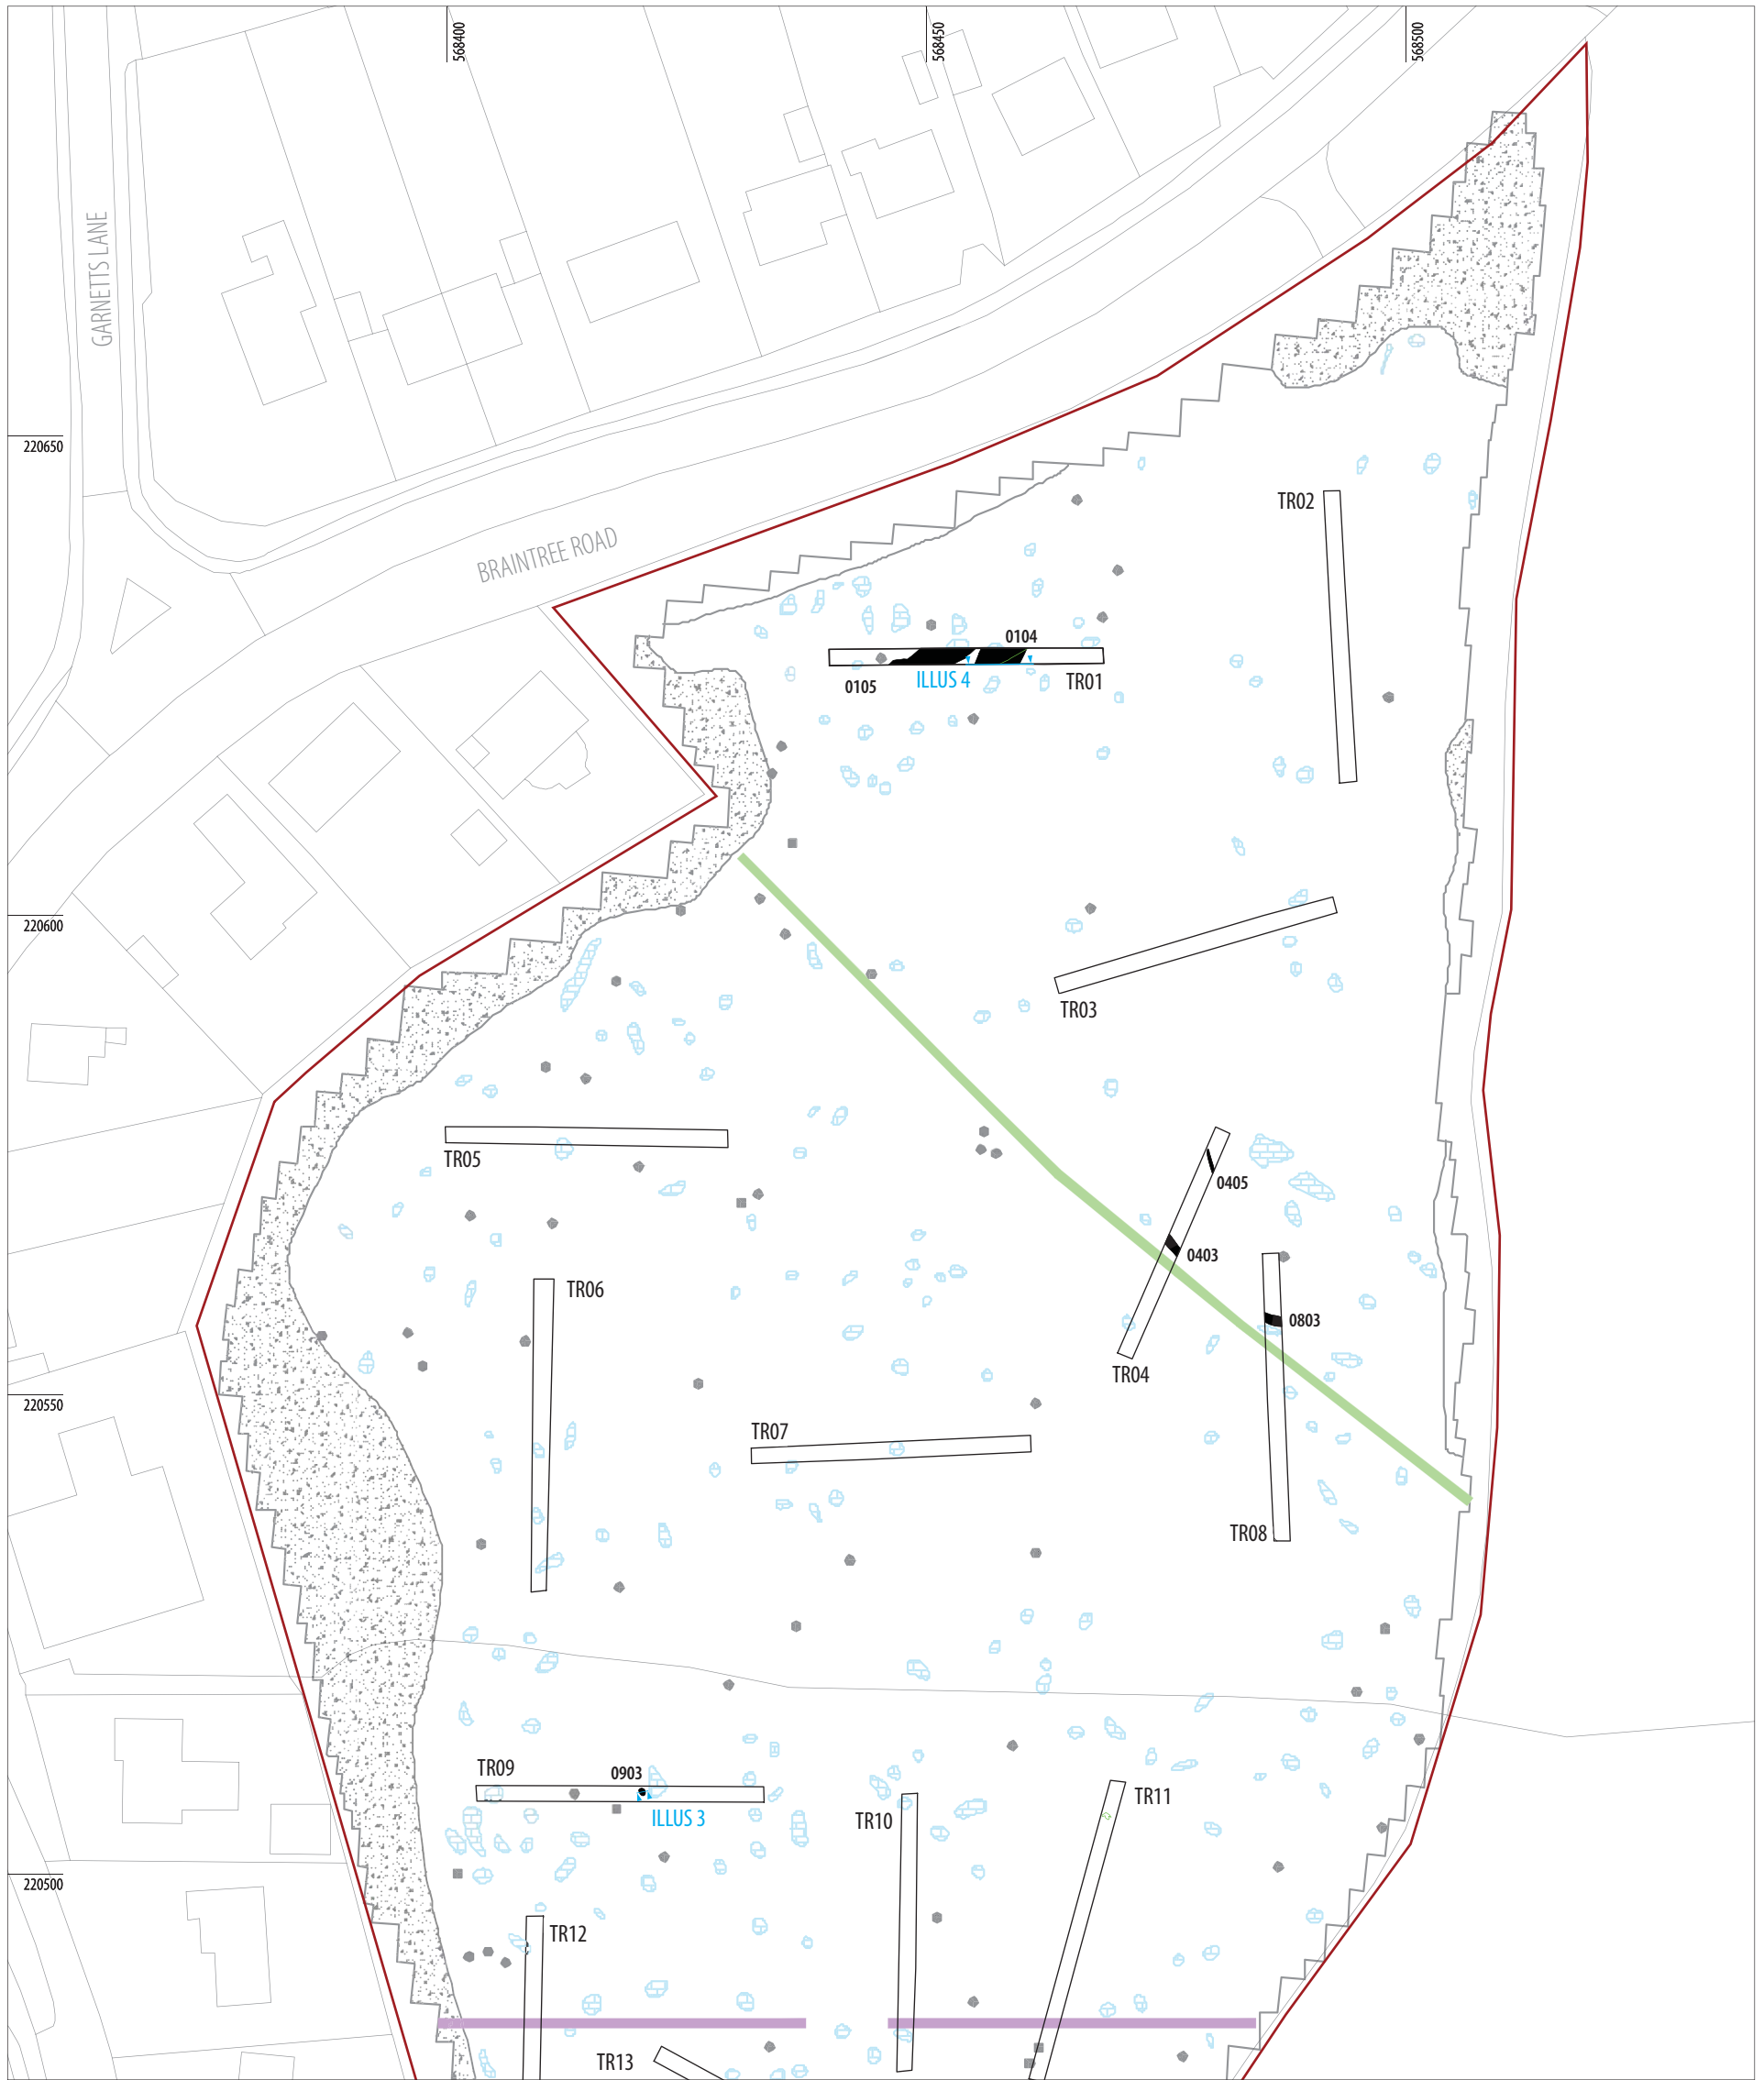 568400
568450
568500
GARNETTS LANE
220650
TR02
BRAINTREE ROAD
0104
0105
ILLUS 4
TR01
220600
TR03
TR05
0405
0403
TR06
0803
TR04
220550
TR07
TR08
TR09
0903
TR11
ILLUS 3
TR10
220500
TR12
TR13